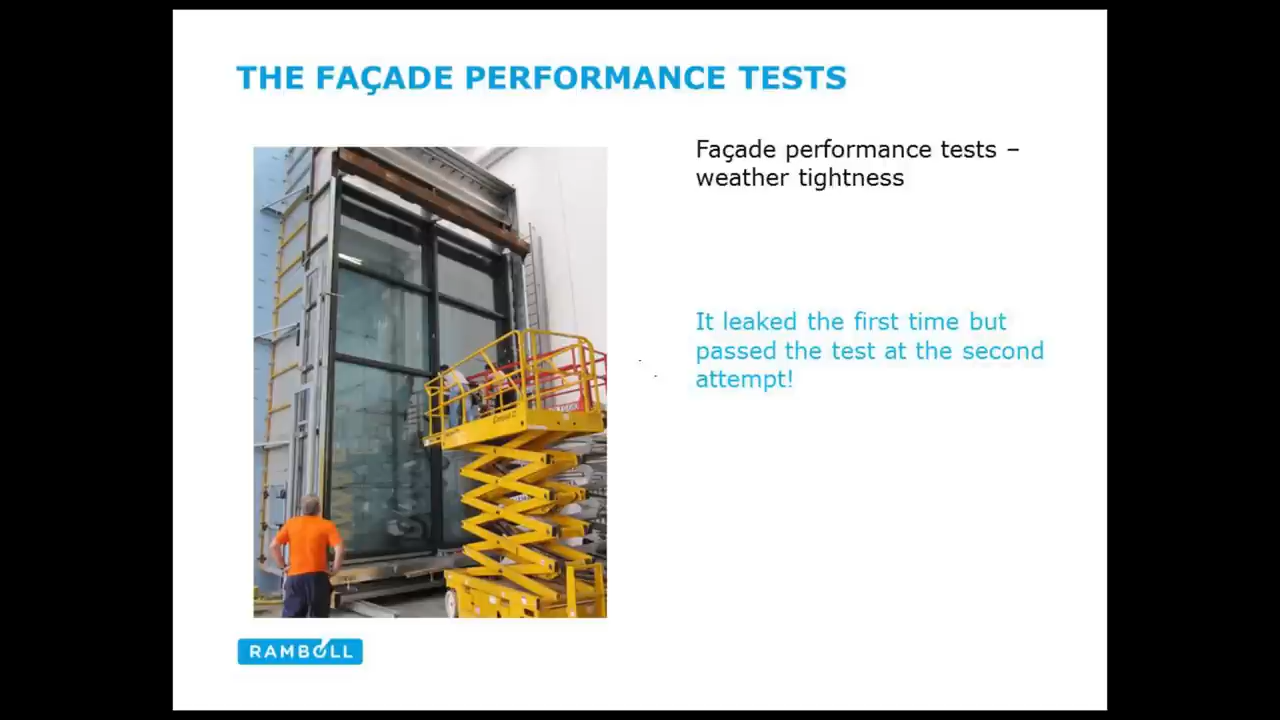 THE FAÇADE PERFORMANCE TESTS
Façade performance tests –
weather tightness
It leaked the first time but
passed the test at the second
attempt!
RAMBOLL